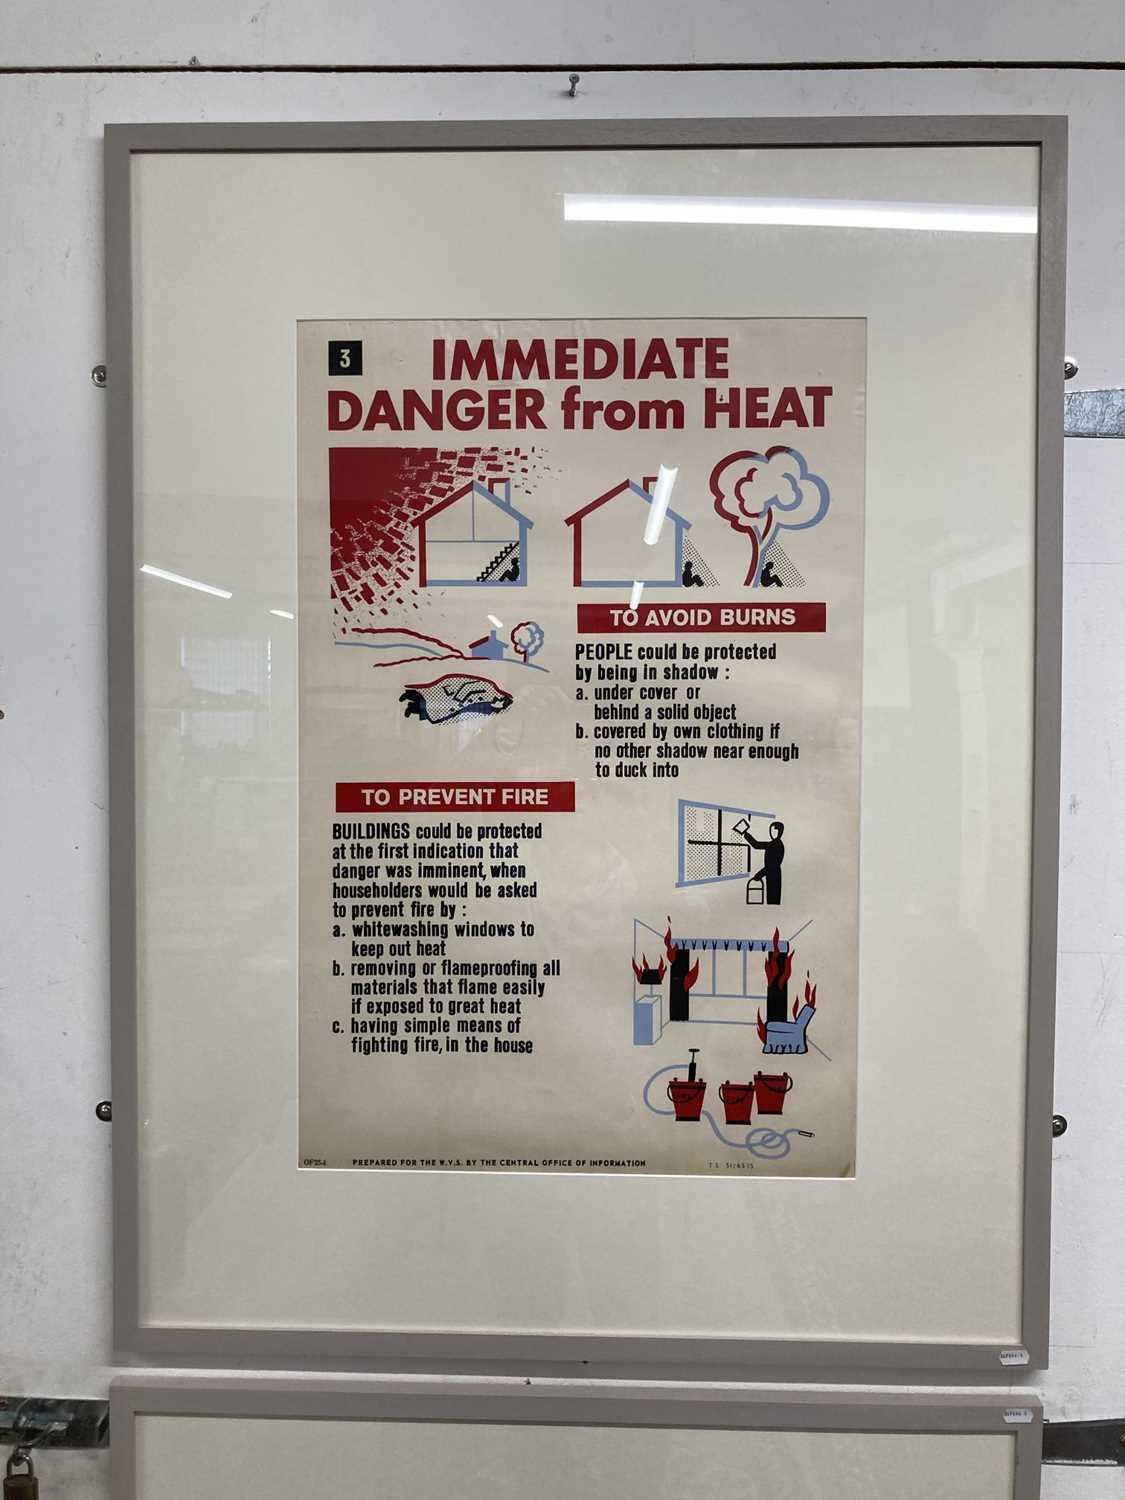 3
IMMEDIATE
DANGER from HEAT
TO AVOID BURNS
PEOPLE could be protected
by being in shadow :
a. under cover or
behind a solid object
b. covered by own clothing if
no other shadow near enough
to duck into
TO PREVENT FIRE
BUILDINGS could be protected
at the first indication that
danger was imminent, when
householders would be asked
to prevent fire by :
a. whitewashing windows to
keep out heat
b. removing or flameproofing all
materials that flame easily
if exposed to great heat
c. having simple means of
fighting fire, in the house
PREPARED FOR THE W.V.S. BY THE CENTRAL OFFICE OF INFORMATION